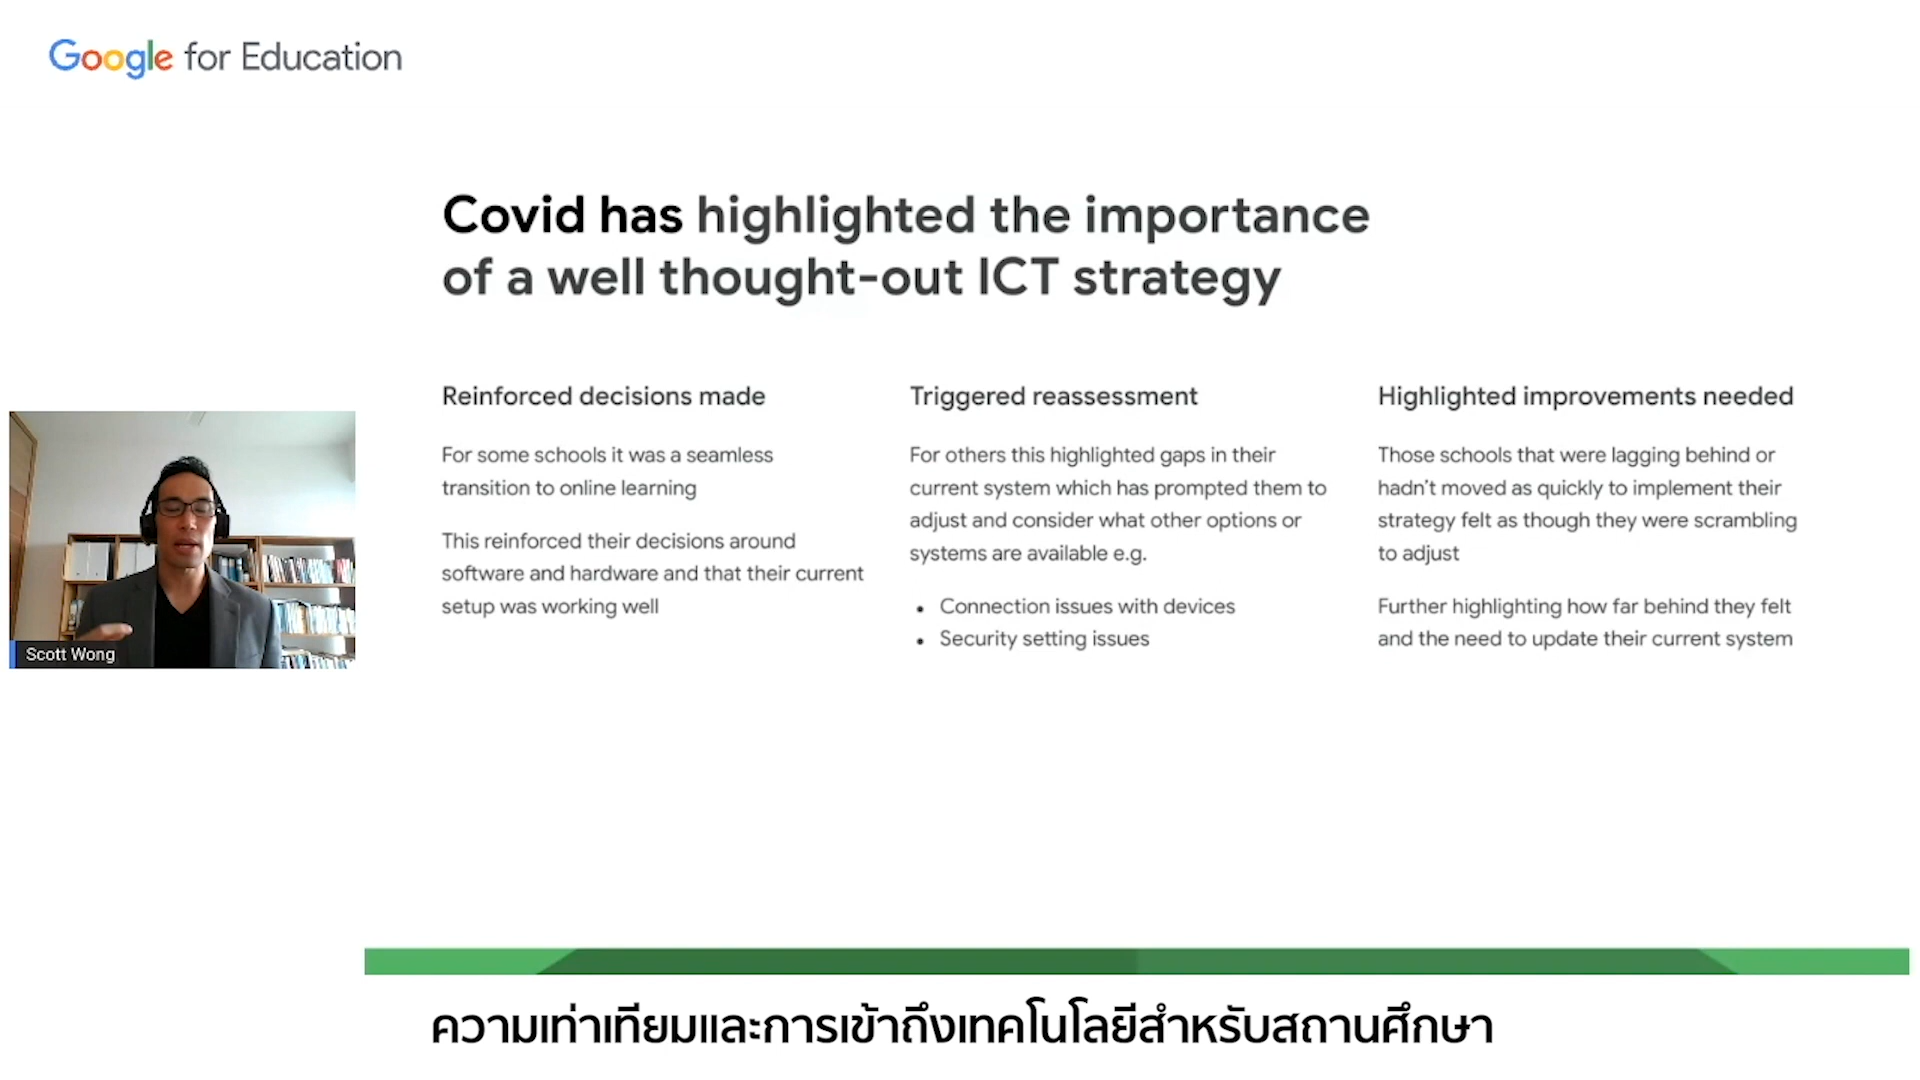 Google for Education
Covid has highlighted the importance
of a well thought-out ICT strategy
Reinforced decisions made
For some schools it was a seamless
transition to online learning
This reinforced their decisions around
software and hardware and that their current
setup was working well
Triggered reassessment
For others this highlighted gaps in their
current system which has prompted them to
adjust and consider what other options or
systems are available e.g.
• Connection issues with devices
• Security setting issues
Highlighted improvements needed
Those schools that were lagging behind or
hadn't moved as quickly to implement their
strategy felt as though they were scrambling
to adjust
Further highlighting how far behind they felt
and the need to update their current system
Scott Wong
ความเท่าเทียมและการเข้าถึงเทคโนโลยีสำหรับสถานศึกษา